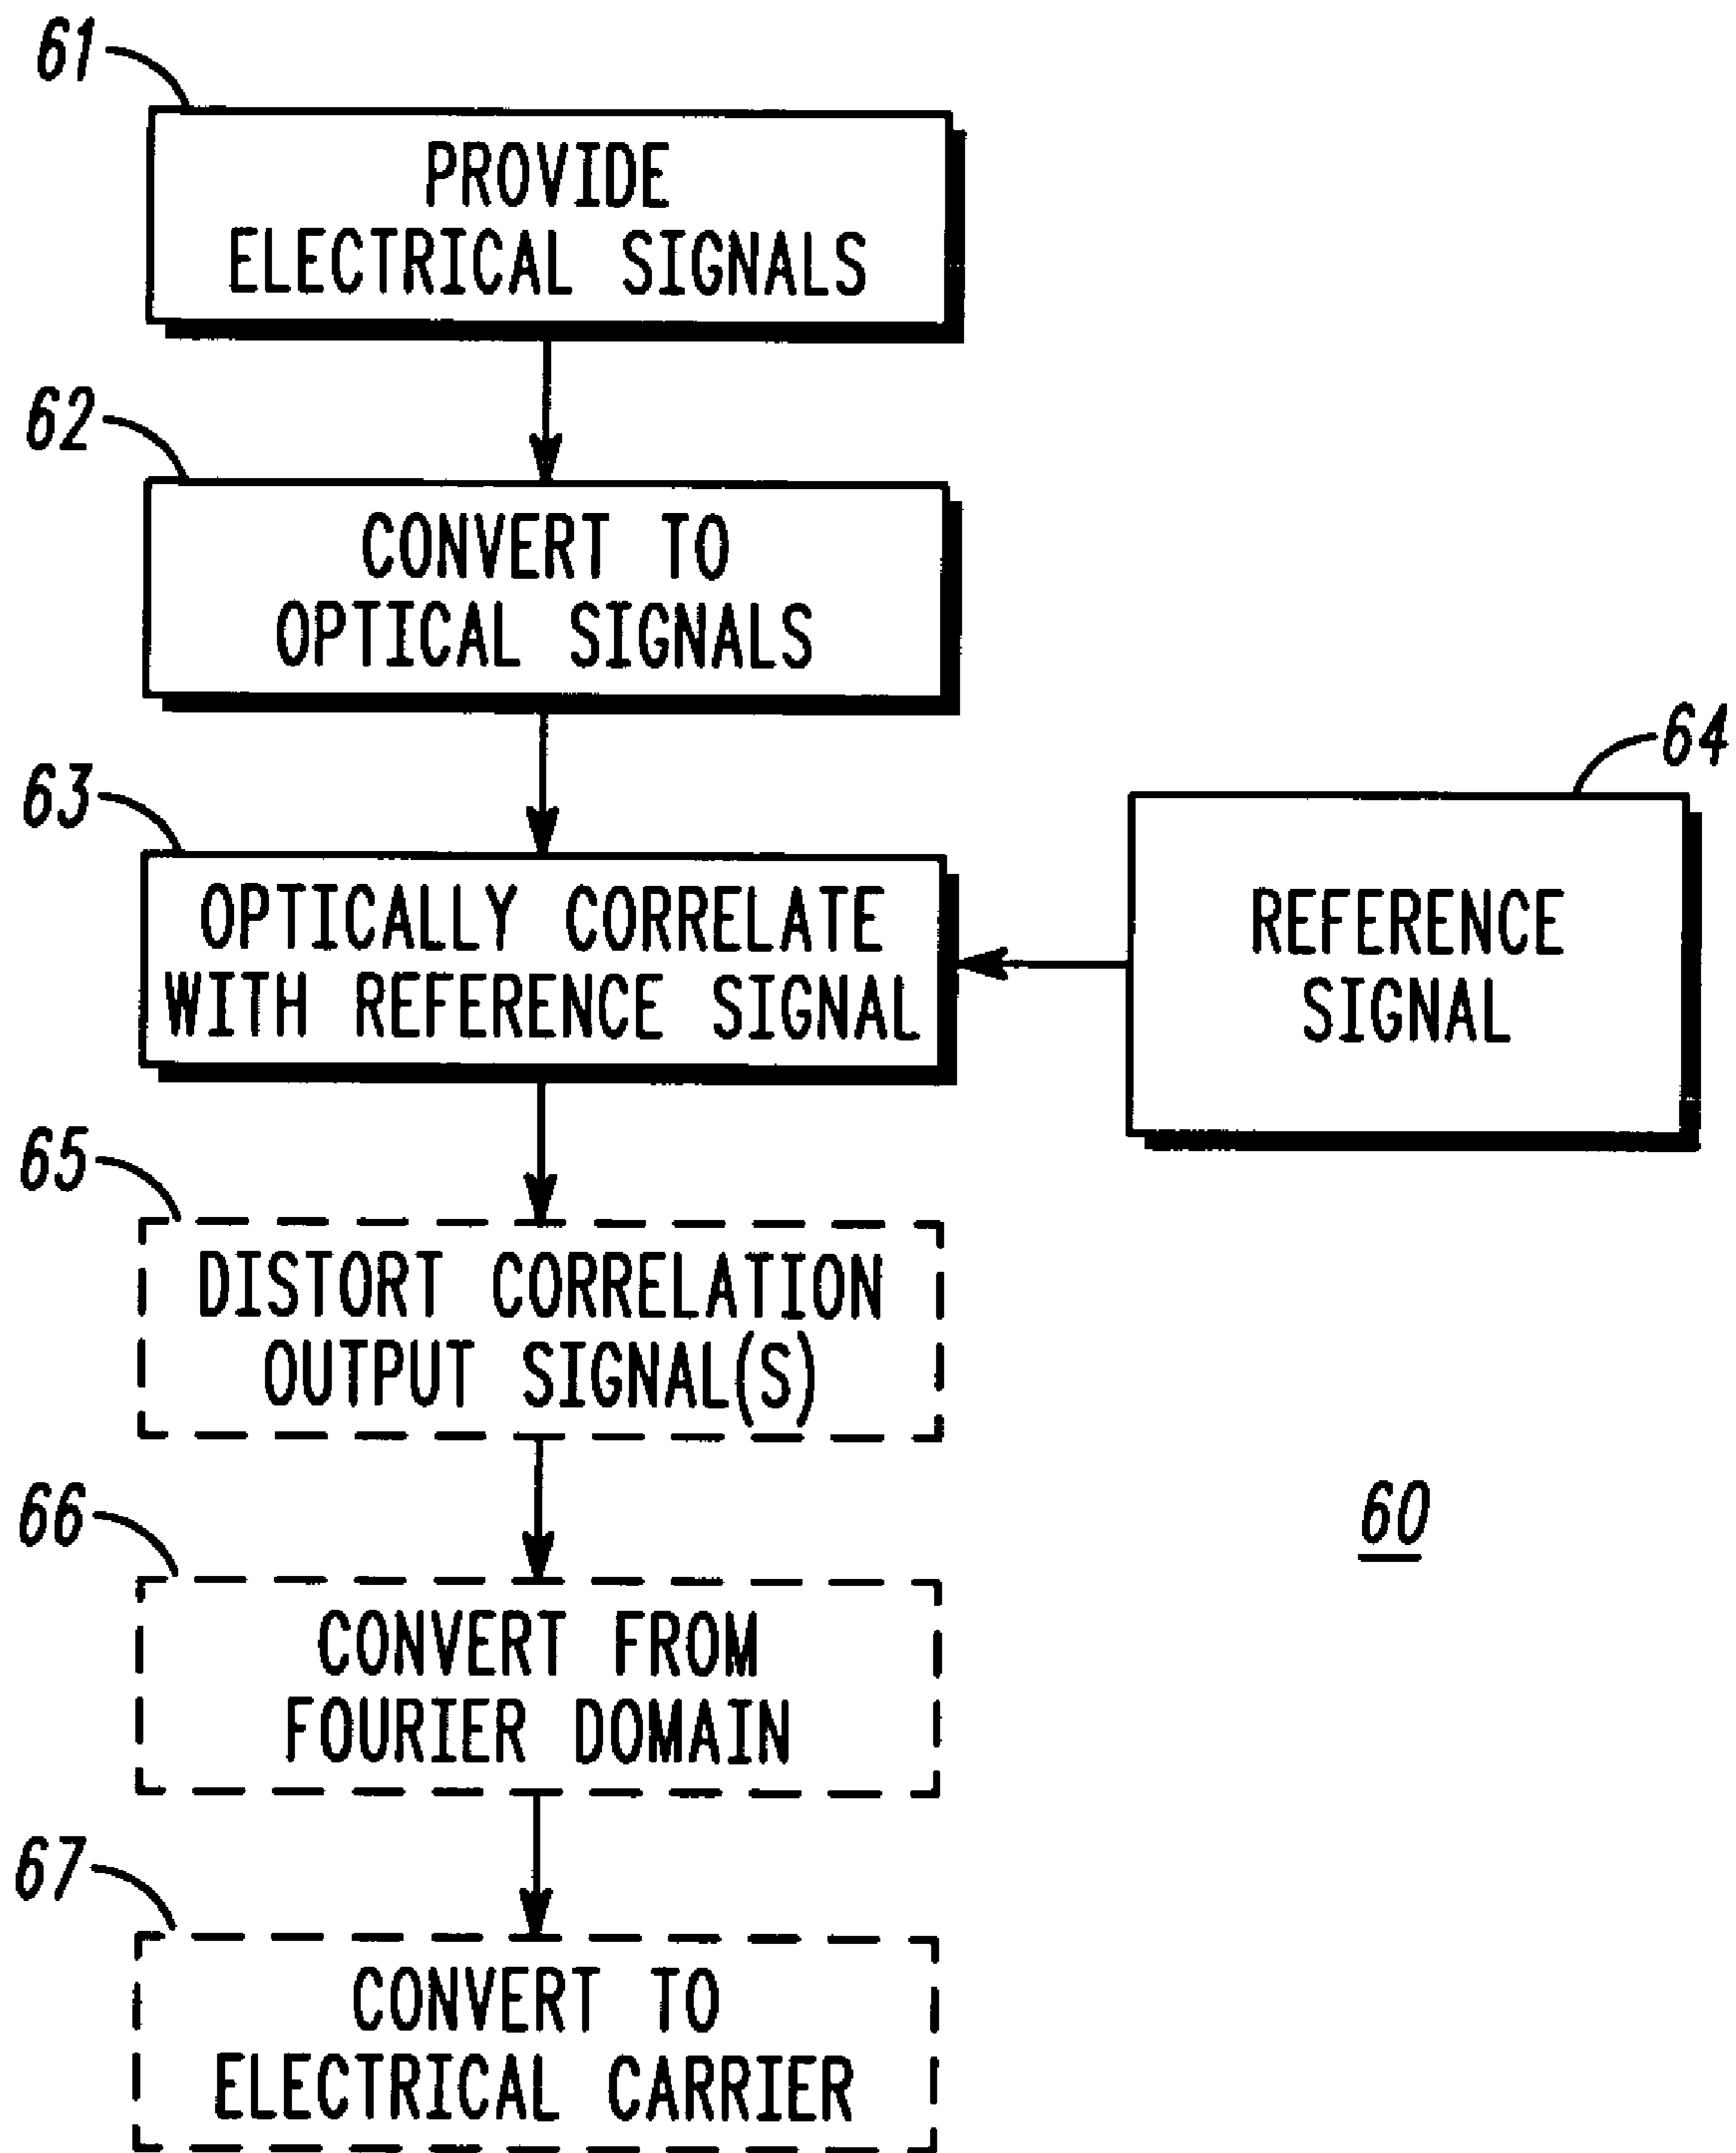 61
PROVIDE
ELECTRICAL SIGNALS
62
CONVERT TO
OPTICAL SIGNALS
63
OPTICALLY CORRELATE
WITH REFERENCE SIGNAL
64
REFERENCE
SIGNAL
65
DISTORT CORRELATION
OUTPUT SIGNAL(S)
66
CONVERT FROM
FOURIER DOMAIN
60
67
CONVERT TO
ELECTRICAL CARRIER